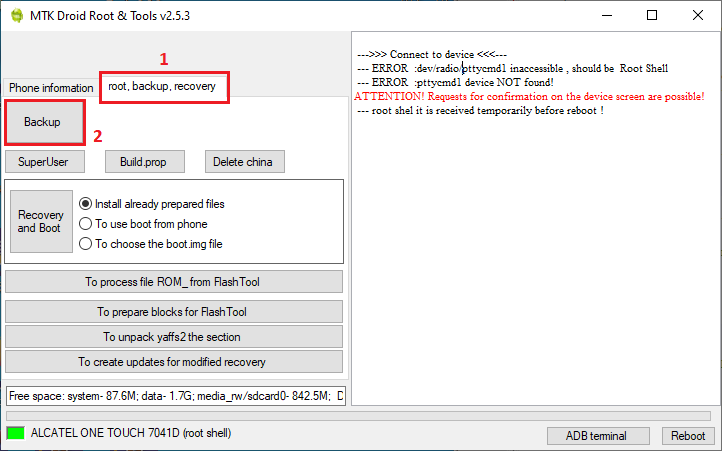 MTK Droid Root & Tools v2.5.3
1
Phone information
root, backup, recovery
Backup
2
SuperUser
Build.prop
Delete china
Recovery
and Boot
Install already prepared files
To use boot from phone
To choose the boot.img file
To process file ROM_ from FlashTool
To prepare blocks for FlashTool
To unpack yaffs2 the section
To create updates for modified recovery
Free space: system- 87.6M; data- 1.7G; media_rw/sdcard0- 842.5M; D
--->>> Connect to device <<<---
--- ERROR :dev/radio/pttycmd1 inaccessible , should be Root Shell
--- ERROR :pttycmd1 device NOT found!
ATTENTION! Requests for confirmation on the device screen are possible!
--- root shel it is received temporarily before reboot !
ALCATEL ONE TOUCH 7041D (root shell)
ADB terminal
Reboot